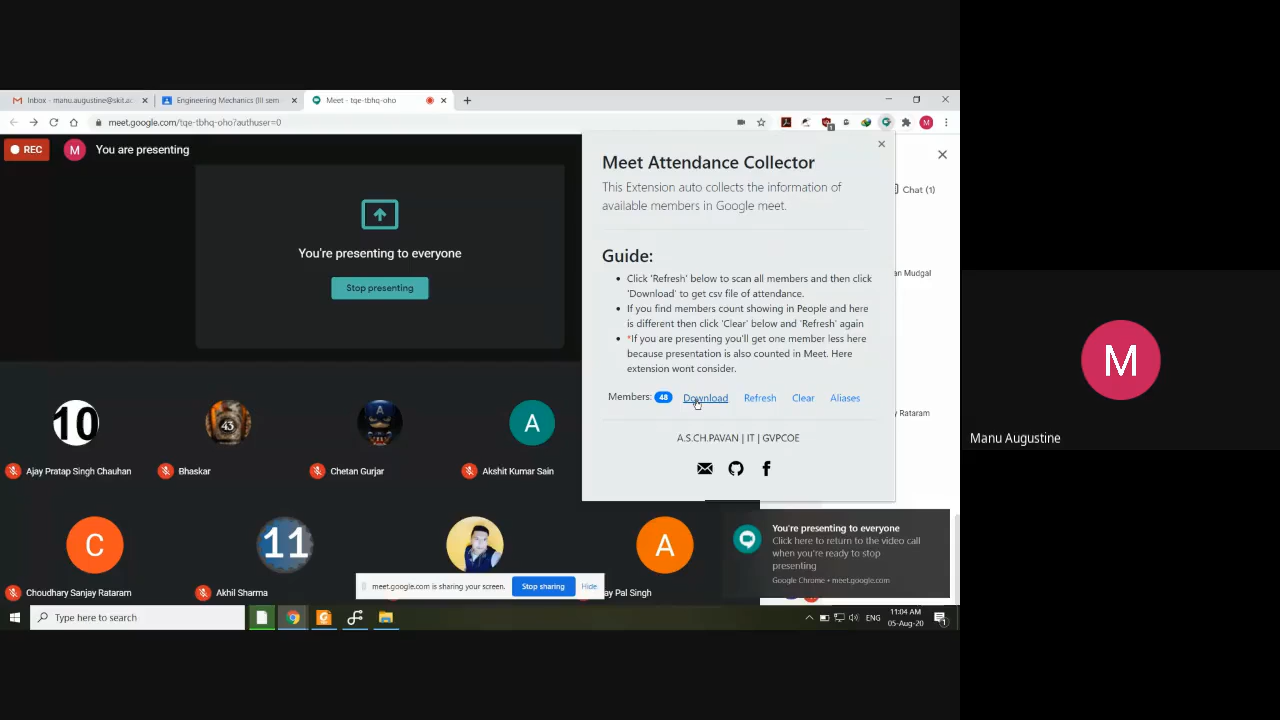 Inbox - manu.augustine@skit.ac
Engineering Mechanics (III sem
Meet - tqe-tbhq-oho
meet.google.com/tqe-tbhq-oho?authuser=0
REC
M
You are presenting
You're presenting to everyone
Stop presenting
Meet Attendance Collector
This Extension auto collects the information of
available members in Google meet.
Guide:
Click 'Refresh' below to scan all members and then click
'Download' to get csv file of attendance.
If you find members count showing in People and here
is different then click 'Clear' below and 'Refresh' again
*If you are presenting you'll get one member less here
because presentation is also counted in Meet. Here
extension wont consider.
Members: 48 Download Refresh Clear Aliases
A.S.CH.PAVAN | IT | GVPCOE
Chat (1)
an Mudgal
y Rataram
10
43
A
Ajay Pratap Singh Chauhan
Bhaskar
Chetan Gurjar
Akshit Kumar Sain
C
11
A
Choudhary Sanjay Rataram
Akhil Sharma
ay Pal Singh
You're presenting to everyone
Click here to return to the video call
when you're ready to stop
presenting
Google Chrome • meet.google.com
meet.google.com is sharing your screen.
Stop sharing
Hide
Type here to search
ENG
11:04 AM
05-Aug-20
M
Manu Augustine